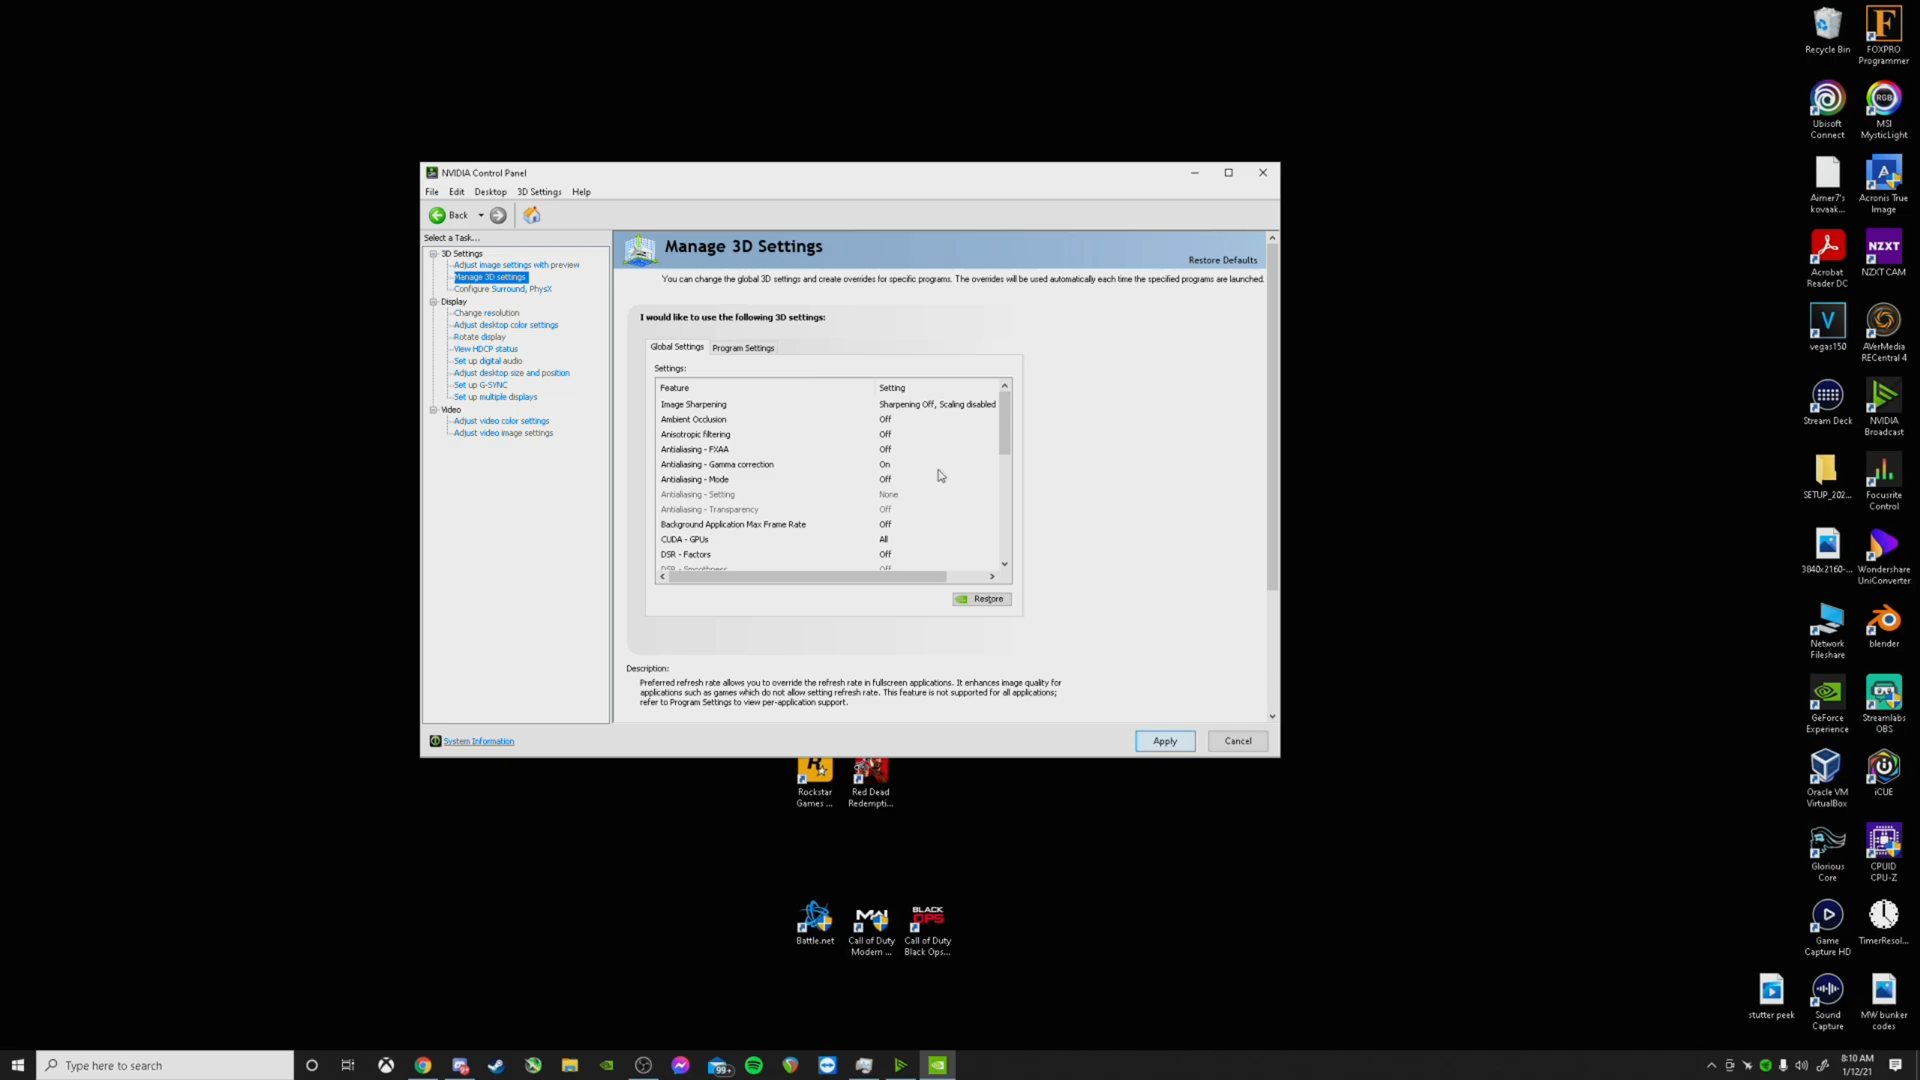 Recycle Bin
FOXPRO
Programmer
Ubisoft
Connect
RGB
MSI
MysticLight
Aimer7's
kovaak...
Acronis True
Image
Acrobat
Reader DC
NZXT
NZXT CAM
vegas150
AVerMedia
RECentral 4
Stream Deck
NVIDIA
Broadcast
SETUP_202...
Focusrite
Control
3840x2160-...
Wondershare
UniConverter
Network
Fileshare
blender
GeForce
Experience
Streamlabs
OBS
Oracle VM
VirtualBox
iCUE
Glorious
Core
CPUID
CPU-Z
Game
Capture HD
TimerResol...
stutter peek
Sound
Capture
MW bunker
codes
NVIDIA Control Panel
File Edit Desktop 3D Settings Help
Back
Select a Task...
3D Settings
Adjust image settings with preview
Manage 3D settings
Configure Surround, PhysX
Display
Change resolution
Adjust desktop color settings
Rotate display
View HDCP status
Set up digital audio
Adjust desktop size and position
Set up G-SYNC
Set up multiple displays
Video
Adjust video color settings
Adjust video image settings
System Information
Manage 3D Settings
Restore Defaults
You can change the global 3D settings and create overrides for specific programs. The overrides will be used automatically each time the specified programs are launched.
I would like to use the following 3D settings:
Global Settings Program Settings
Settings:
Feature Setting
Image Sharpening Sharpening Off, Scaling disabled
Ambient Occlusion Off
Anisotropic filtering Off
Antialiasing - FXAA Off
Antialiasing - Gamma correction On
Antialiasing - Mode Off
Antialiasing - Setting None
Antialiasing - Transparency Off
Background Application Max Frame Rate Off
CUDA - GPUs All
DSR - Factors Off
DSR - Smoothness Off
Restore
Description:
Preferred refresh rate allows you to override the refresh rate in fullscreen applications. It enhances image quality for
applications such as games which do not allow setting refresh rate. This feature is not supported for all applications;
refer to Program Settings to view per-application support.
Apply Cancel
Rockstar
Games ...
Red Dead
Redempti...
Battle.net
MW
Call of Duty
Modern ...
BLACK
OPS
Call of Duty
Black Ops...
Type here to search
99+
8:10 AM
1/12/21